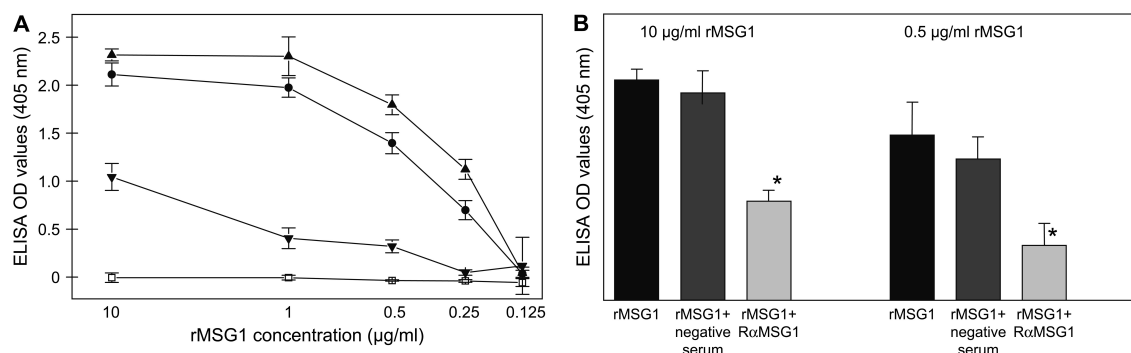 A
ELISA OD values (405 nm)
2.5
2.0
1.5
1.0
0.5
0
10
1
0.5
0.25
0.125
rMSG1 concentration (µg/ml)
B
ELISA OD values (405 nm)
10 µg/ml rMSG1
0.5 µg/ml rMSG1
*
*
rMSG1
rMSG1+
negative
serum
rMSG1+
RαMSG1
rMSG1
rMSG1+
negative
serum
rMSG1+
RαMSG1